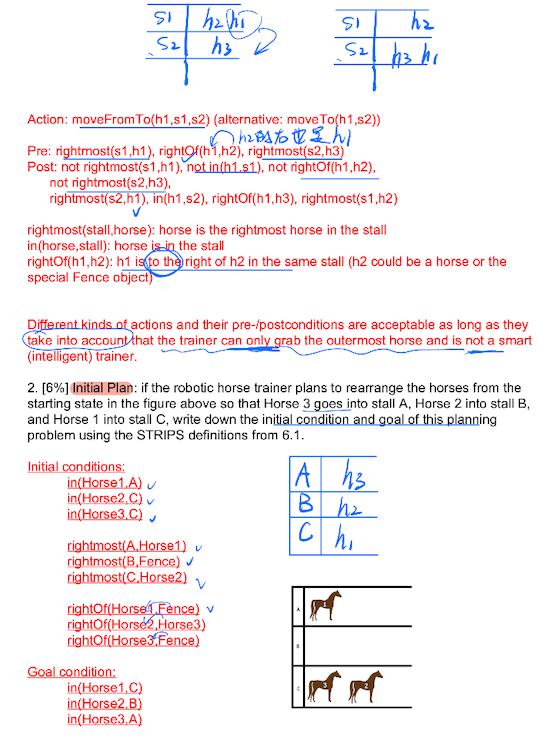 S1 h2 h1
S2 h3
S1 h2
S2 h3 h1
Action: moveFromTo(h1,s1,s2) (alternative: moveTo(h1,s2))
h2的右边是h1
Pre: rightmost(s1,h1), rightOf(h1,h2), rightmost(s2,h3)
Post: not rightmost(s1,h1), not in(h1,s1), not rightOf(h1,h2),
not rightmost(s2,h3),
rightmost(s2,h1), in(h1,s2), rightOf(h1,h3), rightmost(s1,h2)
rightmost(stall,horse): horse is the rightmost horse in the stall
in(horse,stall): horse is in the stall
rightOf(h1,h2): h1 is to the right of h2 in the same stall (h2 could be a horse or the
special Fence object)
Different kinds of actions and their pre-/postconditions are acceptable as long as they
take into account that the trainer can only grab the outermost horse and is not a smart
(intelligent) trainer.
2. [6%] Initial Plan: if the robotic horse trainer plans to rearrange the horses from the
starting state in the figure above so that Horse 3 goes into stall A, Horse 2 into stall B,
and Horse 1 into stall C, write down the initial condition and goal of this planning
problem using the STRIPS definitions from 6.1.
Initial conditions:
in(Horse1,A)
in(Horse2,C)
in(Horse3,C)
rightmost(A,Horse1)
rightmost(B,Fence)
rightmost(C,Horse2)
rightOf(Horse1,Fence)
rightOf(Horse2,Horse3)
rightOf(Horse3,Fence)
Goal condition:
in(Horse1,C)
in(Horse2,B)
in(Horse3,A)
A h3
B h2
C h1
A
B
C